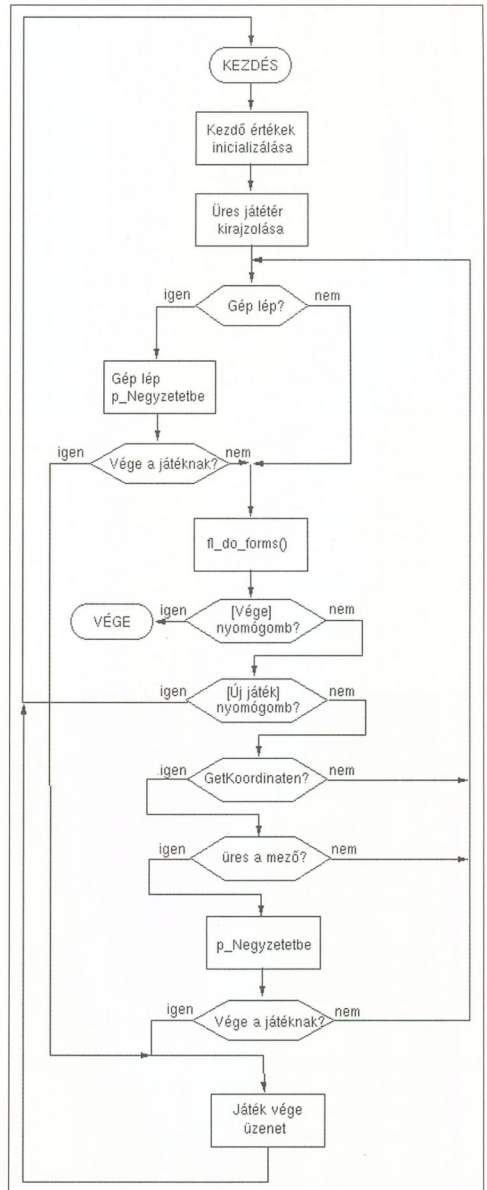 KEZDÉS
Kezdő értékek
inicializálása
Üres játétér
kirajzolása
igen
Gép lép?
nem
Gép lép
p_Negyzetetbe
igen
Vége a játéknak?
nem
fl_do_forms()
VÉGE
igen
[Vége]
nyomógomb?
nem
igen
[Új játék]
nyomógomb?
nem
igen
GetKoordinaten?
nem
igen
üres a mező?
nem
p_Negyzetetbe
igen
Vége a játéknak?
nem
Játék vége
üzenet